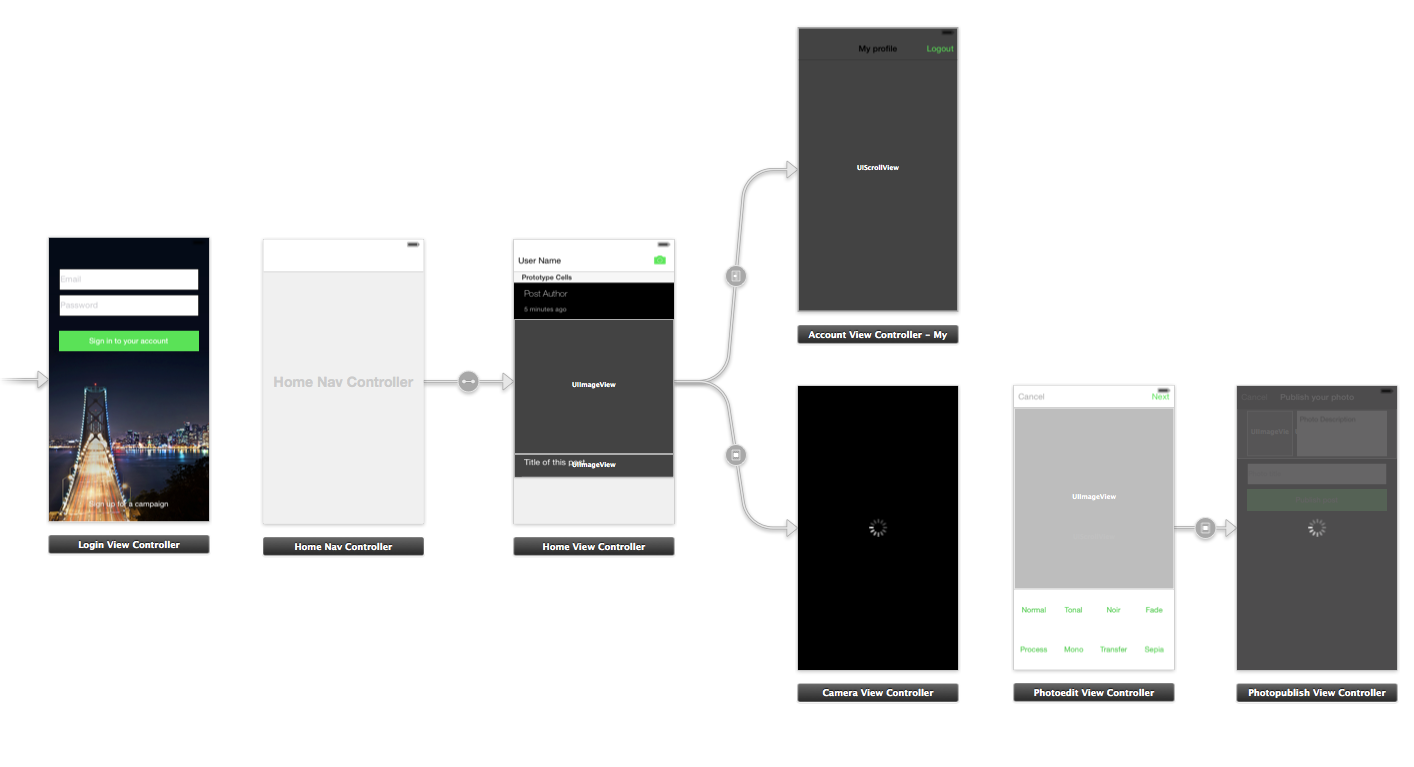 Email
Password
Sign in to your account
Sign up for a campaign
Login View Controller
Home Nav Controller
Home Nav Controller
User Name
Prototype Cells
Post Author
5 minutes ago
UIImageView
Title of this post
UIImageView
Home View Controller
My profile
Logout
UIScrollView
Account View Controller – My
Camera View Controller
Cancel
Next
UIImageView
Normal
Tonal
Noir
Fade
Process
Mono
Transfer
Sepia
Photoedit View Controller
Cancel
Publish your photo
UIImageVie
Photo Description
Photopublish View Controller